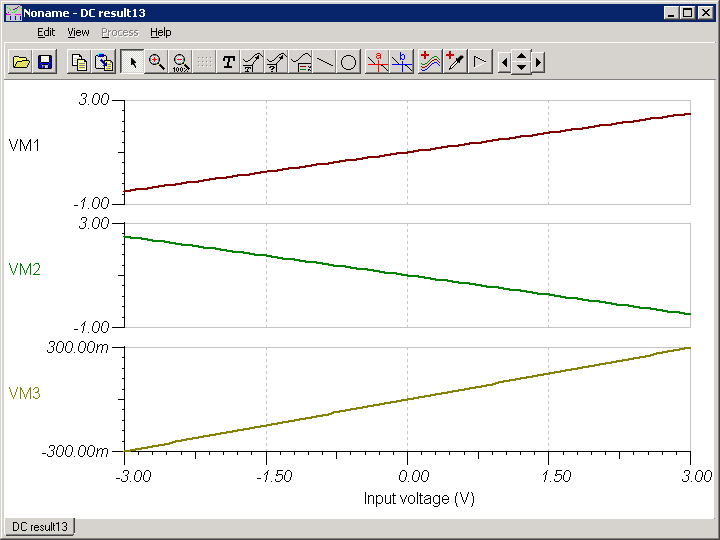 Noname - DC result13
Edit View Process Help
T 100% ? a b
3.00
VM1
-1.00
3.00
VM2
-1.00
300.00m
VM3
-300.00m
-3.00 -1.50 0.00 1.50 3.00
Input voltage (V)
DC result13